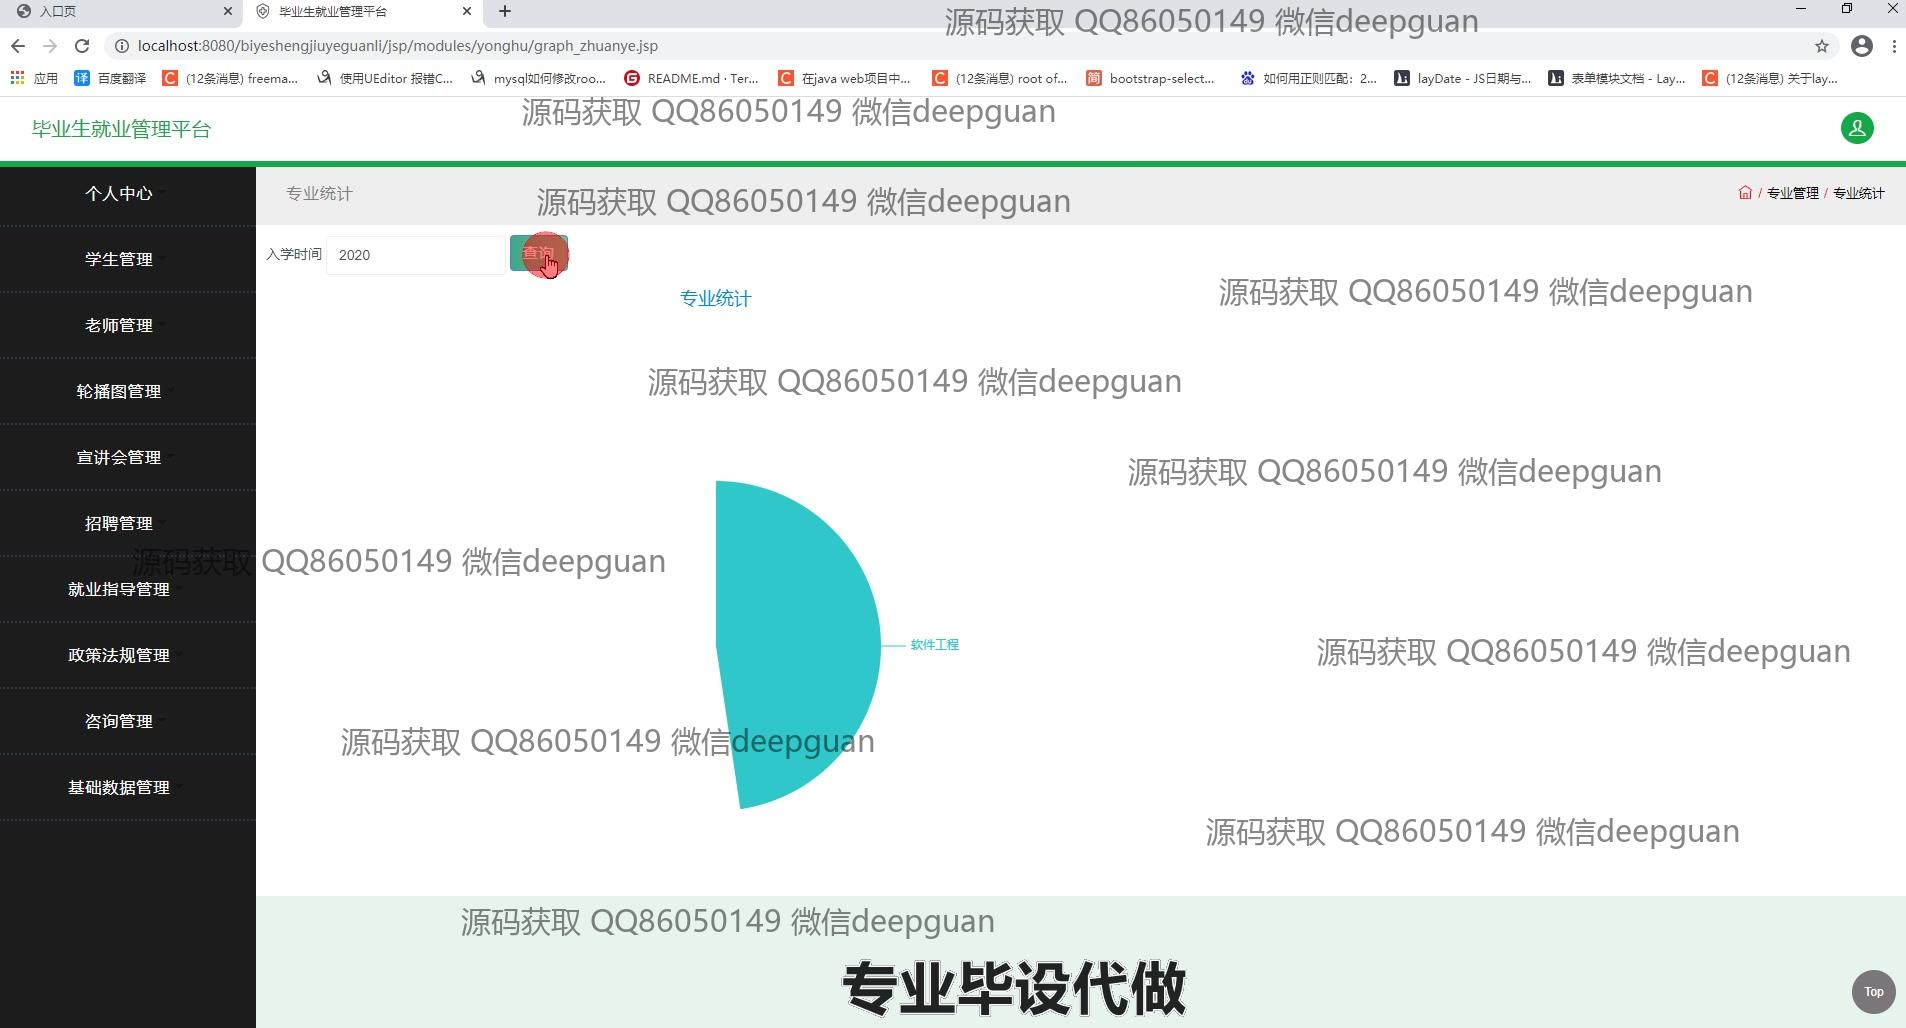 入口页
毕业生就业管理平台
localhost:8080/biyeshengjiuyeguanli/jsp/modules/yonghu/graph_zhuanye.jsp
应用 百度翻译 (12条消息) freema... 使用UEditor 报错C... mysql如何修改roo... README.md · Ter... 在java web项目中... (12条消息) root of... bootstrap-select... 如何用正则匹配：2... layDate - JS日期与... 表单模块文档 - Lay... (12条消息) 关于lay...
源码获取 QQ86050149 微信deepguan
源码获取 QQ86050149 微信deepguan
毕业生就业管理平台
个人中心
学生管理
老师管理
轮播图管理
宣讲会管理
招聘管理
就业指导管理
政策法规管理
咨询管理
基础数据管理
专业统计
源码获取 QQ86050149 微信deepguan
/ 专业管理 / 专业统计
入学时间 2020 查询
专业统计
源码获取 QQ86050149 微信deepguan
源码获取 QQ86050149 微信deepguan
源码获取 QQ86050149 微信deepguan
源码获取 QQ86050149 微信deepguan
软件工程
源码获取 QQ86050149 微信deepguan
源码获取 QQ86050149 微信deepguan
源码获取 QQ86050149 微信deepguan
源码获取 QQ86050149 微信deepguan
专业毕设代做
Top